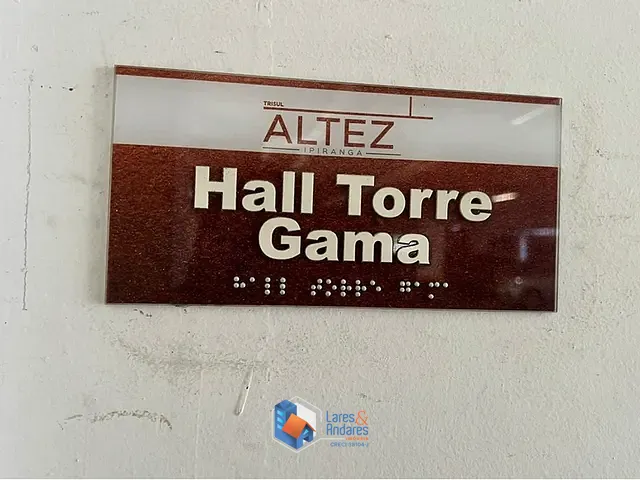 TRISUL
ALTEZ
IPIRANGA
Hall Torre
Gama
Lares&
Andares